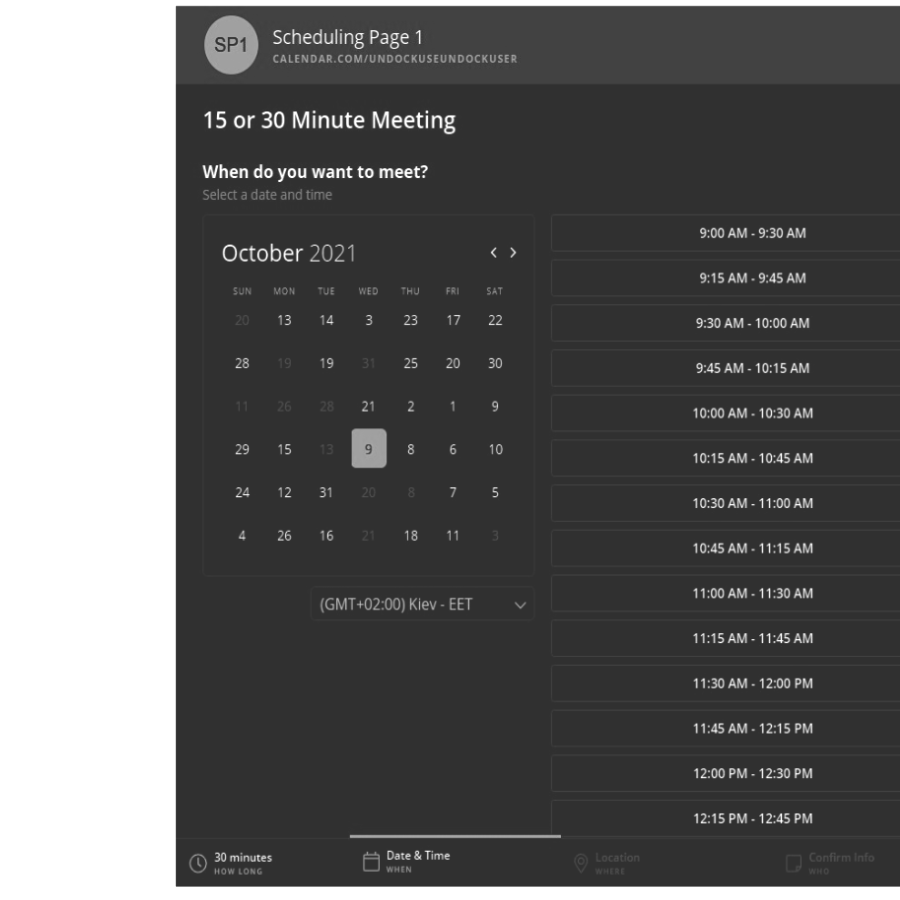 SP1
Scheduling Page 1
CALENDAR.COM/UNDOCKUSEUNDOCKUSER
15 or 30 Minute Meeting
When do you want to meet?
Select a date and time
October 2021
< >
SUN MON TUE WED THU FRI SAT
20 13 14 3 23 17 22
28 19 19 31 25 20 30
11 26 28 21 2 1 9
29 15 13 9 8 6 10
24 12 31 20 8 7 5
4 26 16 21 18 11 3
(GMT+02:00) Kiev - EET
9:00 AM - 9:30 AM
9:15 AM - 9:45 AM
9:30 AM - 10:00 AM
9:45 AM - 10:15 AM
10:00 AM - 10:30 AM
10:15 AM - 10:45 AM
10:30 AM - 11:00 AM
10:45 AM - 11:15 AM
11:00 AM - 11:30 AM
11:15 AM - 11:45 AM
11:30 AM - 12:00 PM
11:45 AM - 12:15 PM
12:00 PM - 12:30 PM
12:15 PM - 12:45 PM
30 minutes
HOW LONG
Date & Time
WHEN
Location
WHERE
Confirm Info
WHO